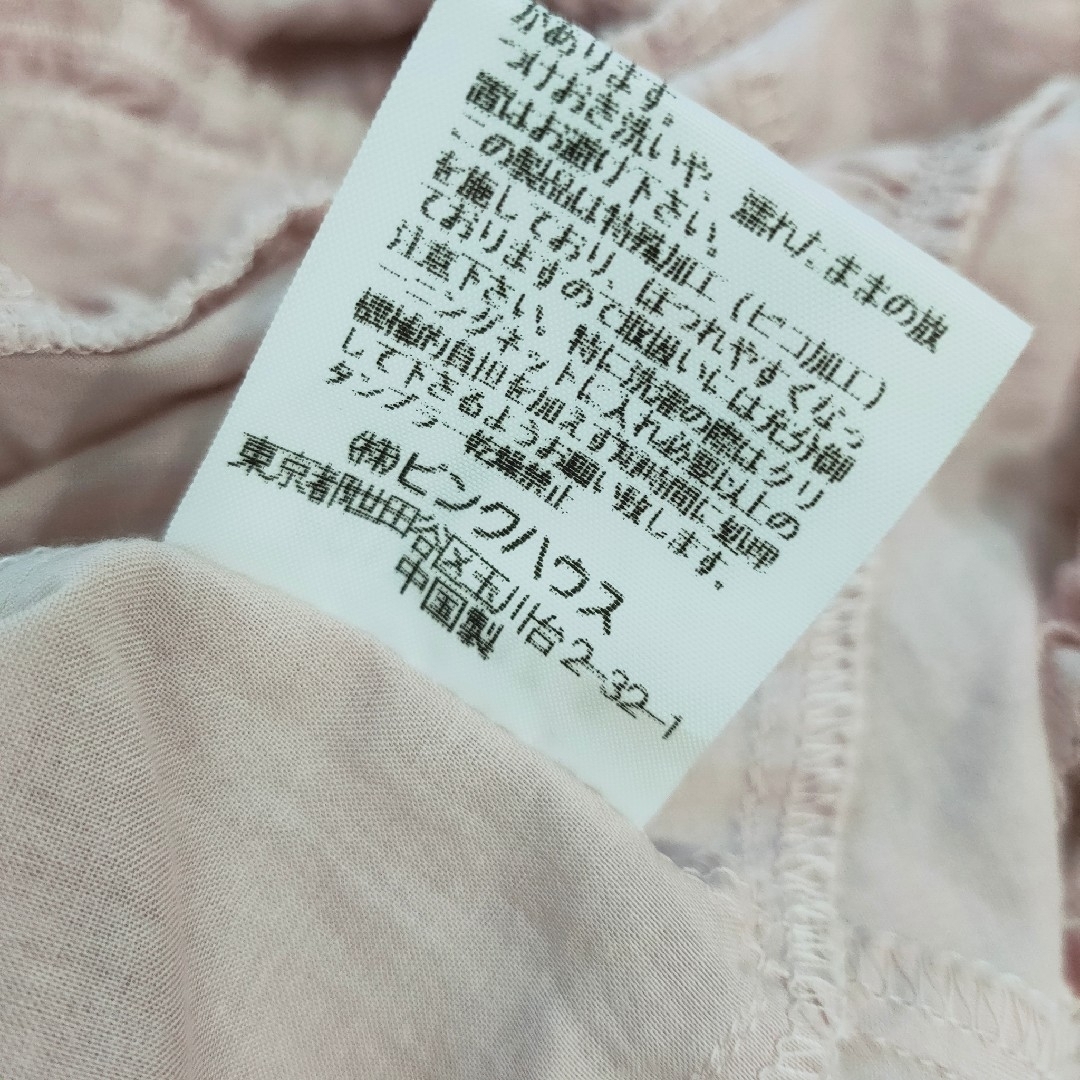 があります。
つけおき洗いや、濡れたままの放
置はお避け下さい。
この製品は特殊加工(ピコ加工)
を施しており、ほつれやすくなっ
ておりますので取扱いには充分御
注意下さい。特に洗濯の際はクリ
ーニングネットに入れ必要以上の
機械的負担を加えず短時間に処理
して下さるようお願い致します。
タンブラー乾燥禁止
(株)ピンクハウス
東京都世田谷区玉川台2-32-1
中国製